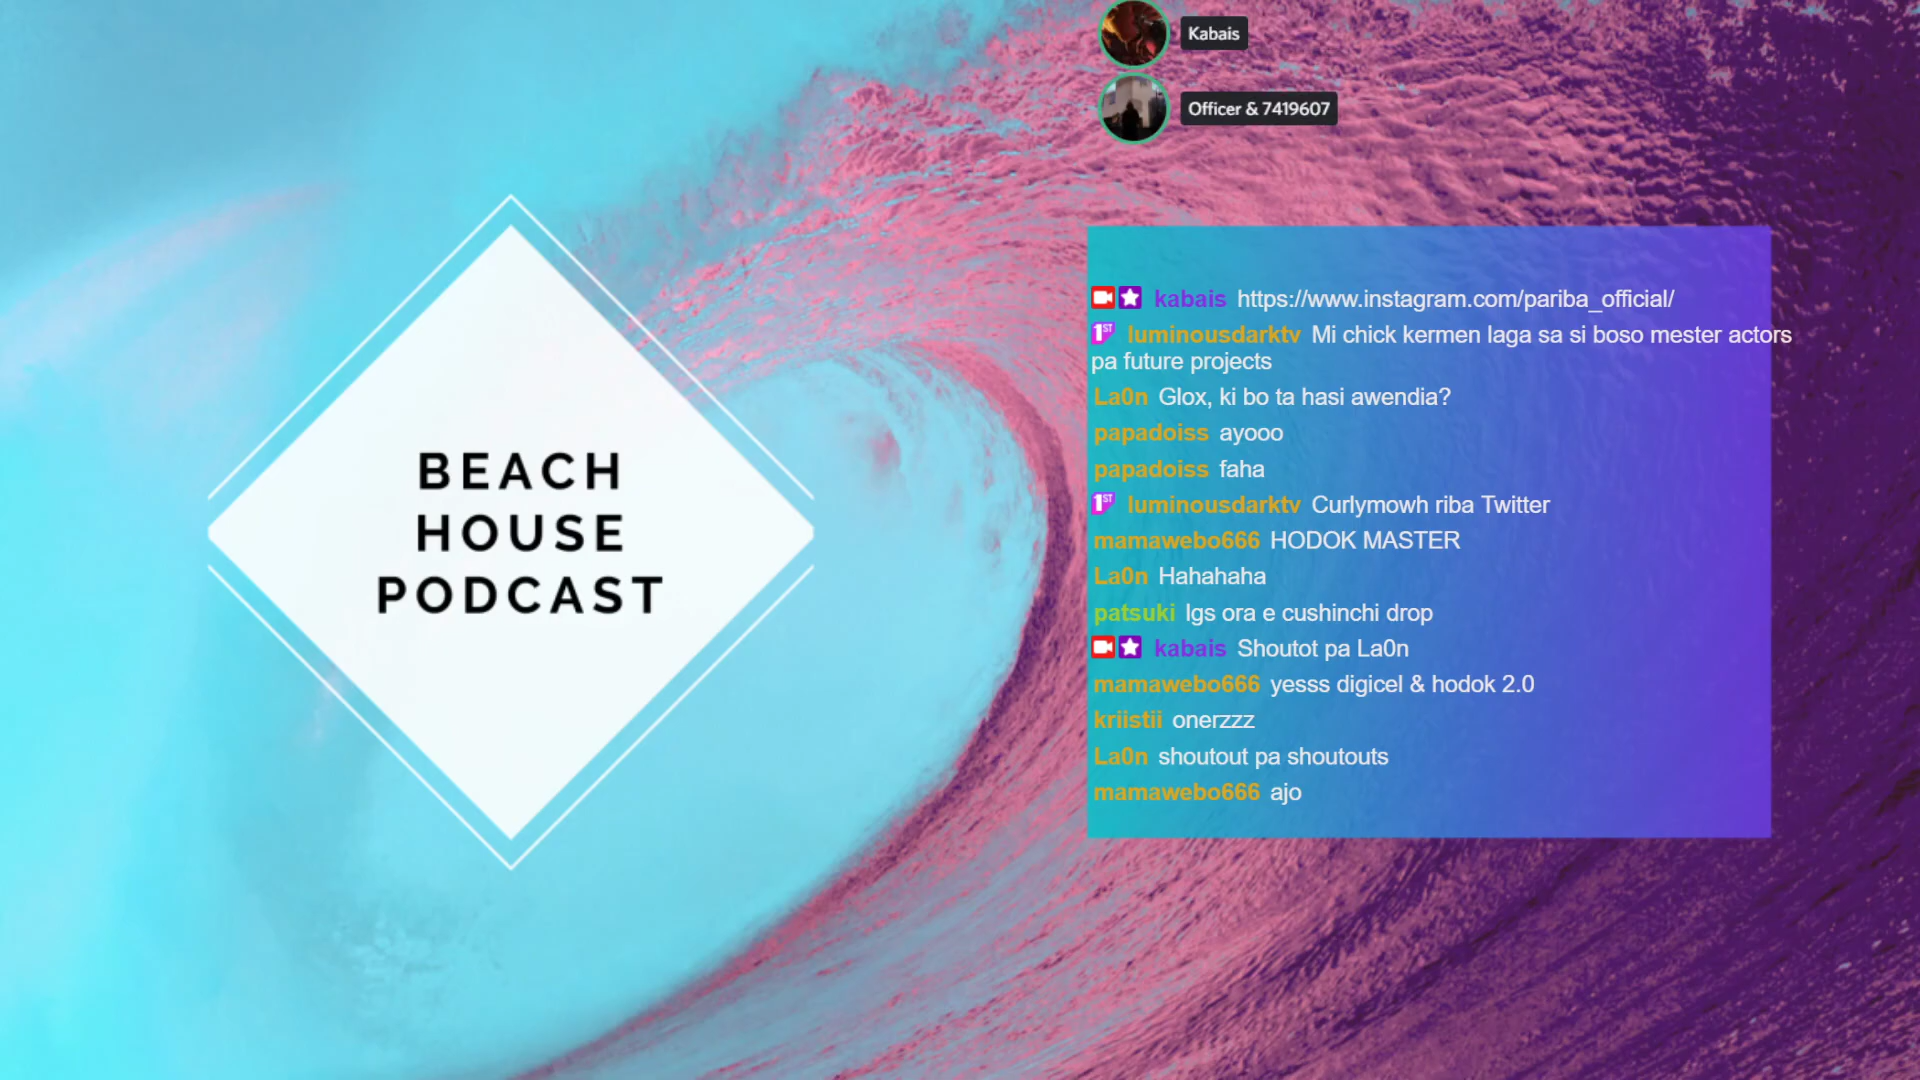 Kabais
Officer & 7419607
BEACH
HOUSE
PODCAST
kabais https://www.instagram.com/pariba_official/
1ST luminousdarktv Mi chick kermen laga sa si boso mester actors
pa future projects
La0n Glox, ki bo ta hasi awendia?
papadoiss ayooo
papadoiss faha
1ST luminousdarktv Curlymowh riba Twitter
mamawebo666 HODOK MASTER
La0n Hahahaha
patsuki lgs ora e cushinchi drop
kabais Shoutot pa La0n
mamawebo666 yesss digicel & hodok 2.0
kriistii onerzzz
La0n shoutout pa shoutouts
mamawebo666 ajo